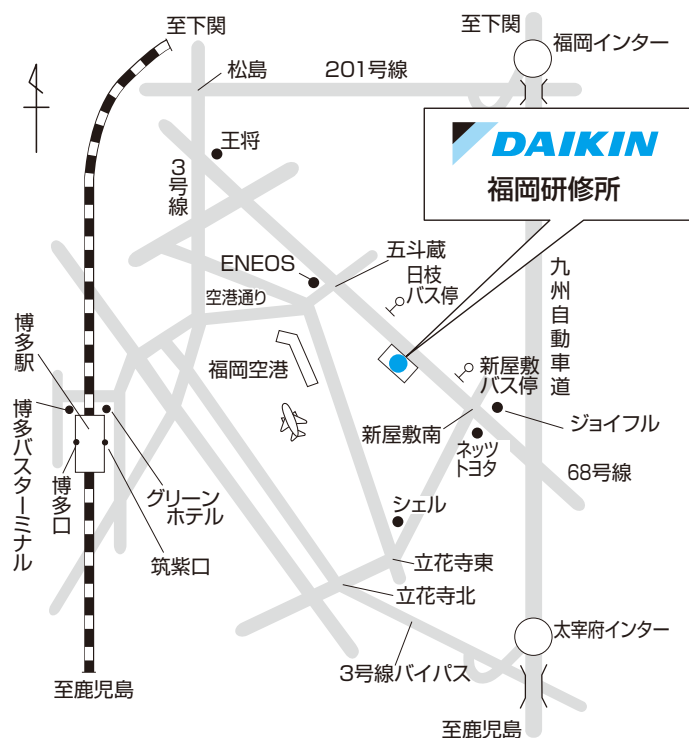 至下関
至下関
福岡インター
松島
201号線
王将
3号線
DAIKIN
福岡研修所
五斗蔵
ENEOS
日枝
バス停
空港通り
九州自動車道
博多駅
福岡空港
新屋敷
バス停
博多バスターミナル
博多口
新屋敷南
ジョイフル
ネッツ
トヨタ
68号線
グリーン
ホテル
シェル
筑紫口
立花寺東
立花寺北
太宰府インター
3号線バイパス
至鹿児島
至鹿児島